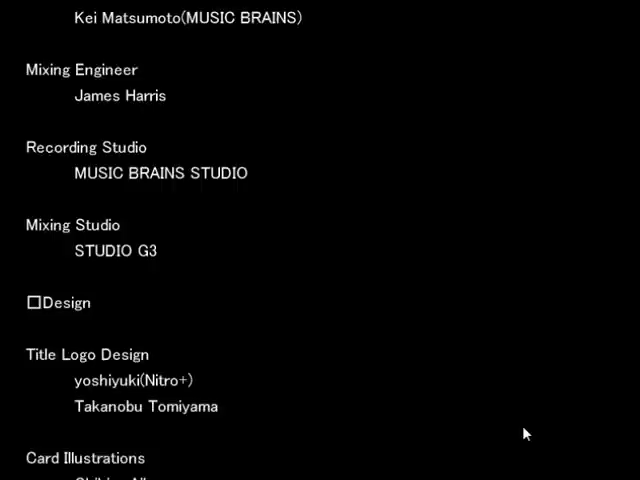 Kei Matsumoto(MUSIC BRAINS)
Mixing Engineer
James Harris
Recording Studio
MUSIC BRAINS STUDIO
Mixing Studio
STUDIO G3
□Design
Title Logo Design
yoshiyuki(Nitro+)
Takanobu Tomiyama
Card Illustrations